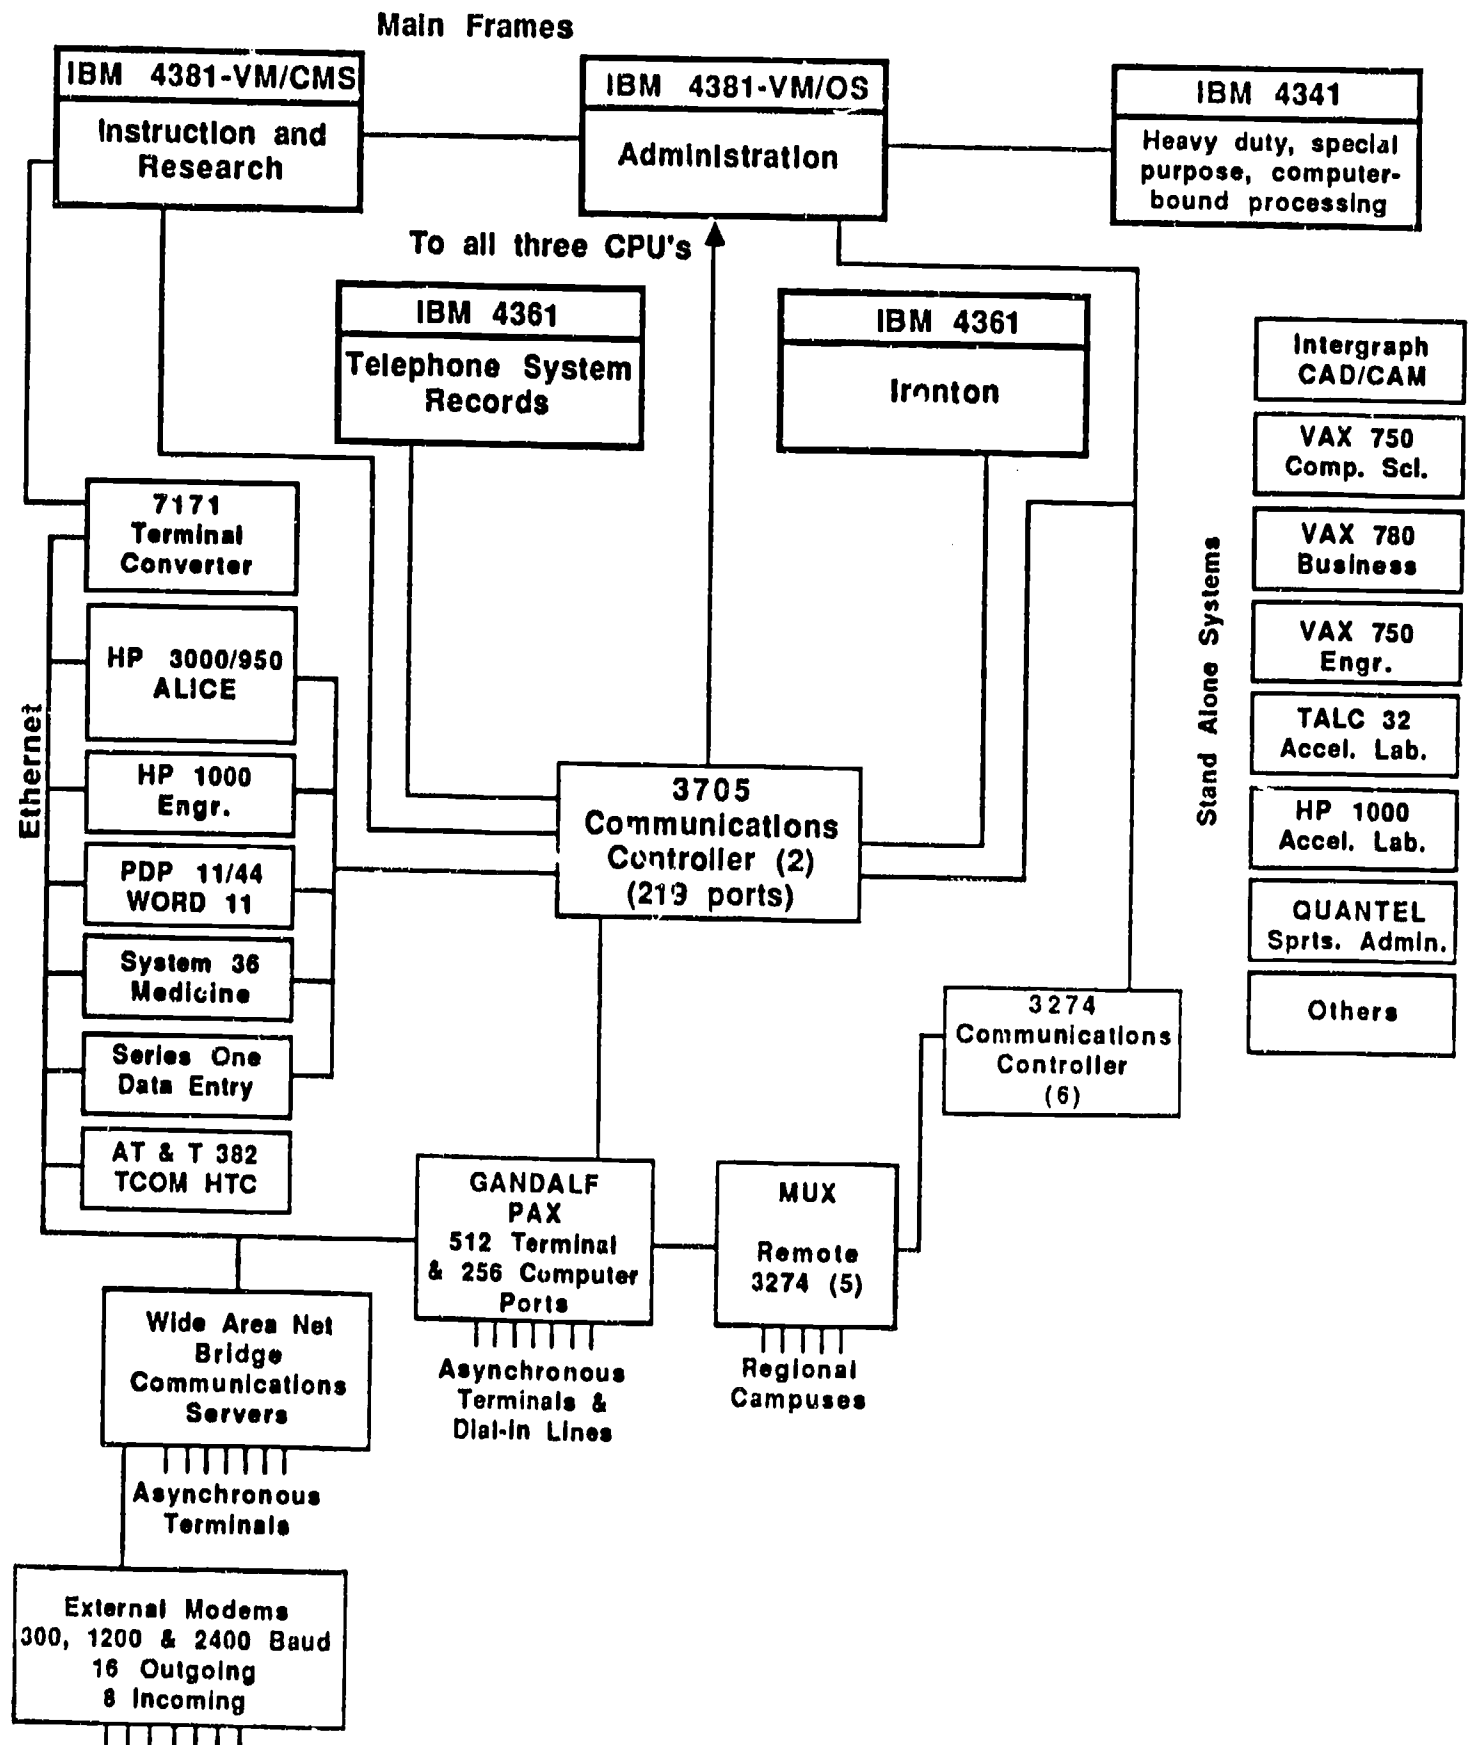 Main Frames
IBM 4381-VM/CMS
Instruction and
Research
IBM 4381-VM/OS
Administration
IBM 4341
Heavy duty, special
purpose, computer-
bound processing
To all three CPU's
IBM 4361
Telephone System
Records
IBM 4361
Ironton
7171
Terminal
Converter
HP 3000/950
ALICE
HP 1000
Engr.
PDP 11/44
WORD 11
System 36
Medicine
Series One
Data Entry
AT & T 382
TCOM HTC
Ethernet
3705
Communications
Controller (2)
(219 ports)
3274
Communications
Controller
(6)
Stand Alone Systems
Intergraph
CAD/CAM
VAX 750
Comp. Sci.
VAX 780
Business
VAX 750
Engr.
TALC 32
Accel. Lab.
HP 1000
Accel. Lab.
QUANTEL
Sprts. Admin.
Others
GANDALF
PAX
512 Terminal
& 256 Computer
Ports
Asynchronous
Terminals &
Dial-In Lines
MUX
Remote
3274 (5)
Regional
Campuses
Wide Area Net
Bridge
Communications
Servers
Asynchronous
Terminals
External Modems
300, 1200 & 2400 Baud
16 Outgoing
8 Incoming